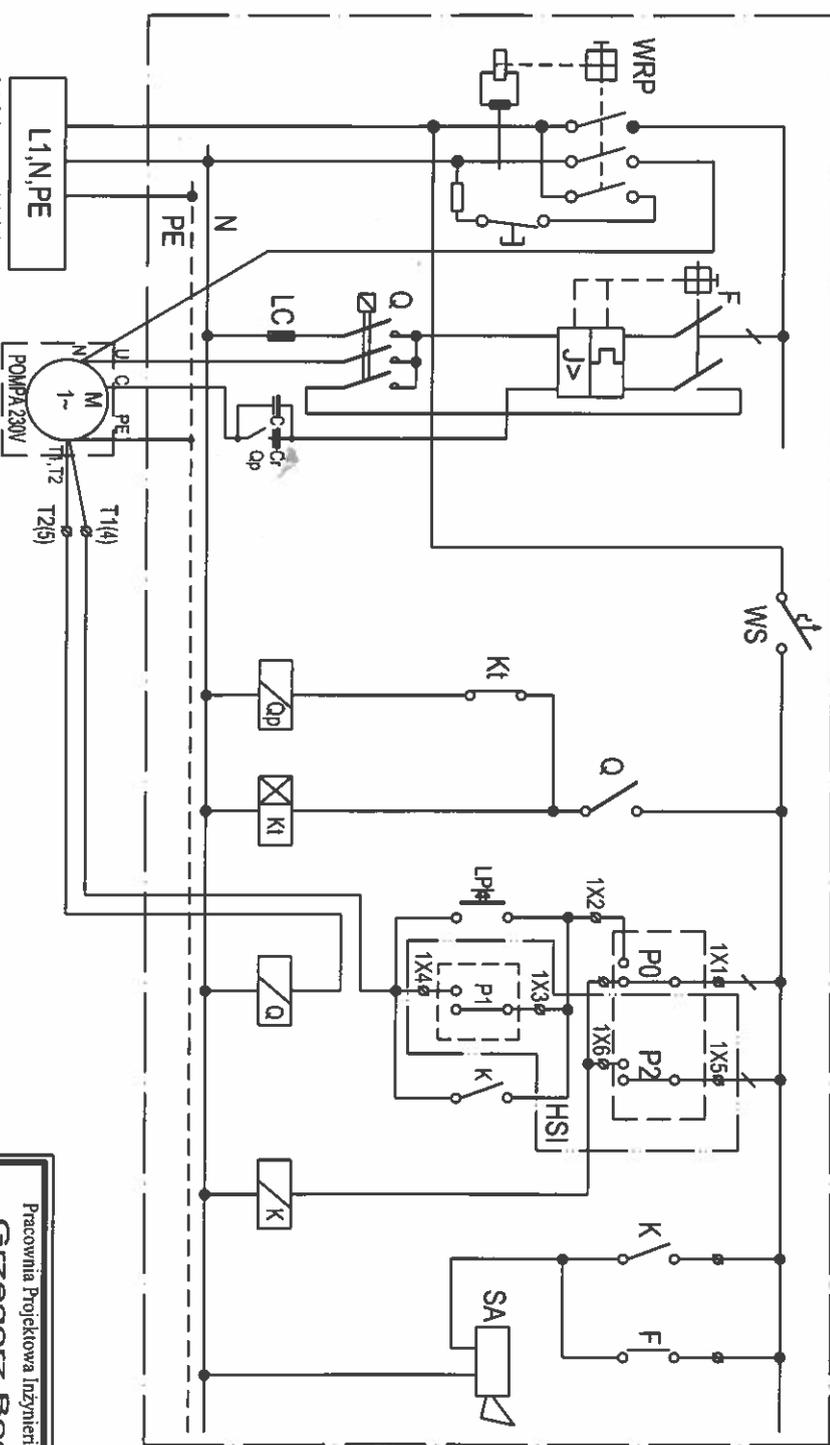 WRP
F
Q
J>
LC
L1,N,PE
N
PE
U
C
PE
N
M
1~
POMPA 230V
T1,T2
C
Cr
Qp
T1(4)
T2(5)
WS
Kt
Q
Qp
Kt
1X2
1X1
P0
1X5
P2
1X6
LP
1X4
P1
1X3
K
HSI
Q
K
K
F
SA
Pracownia Projektowa Inżynieri
Grzegorz